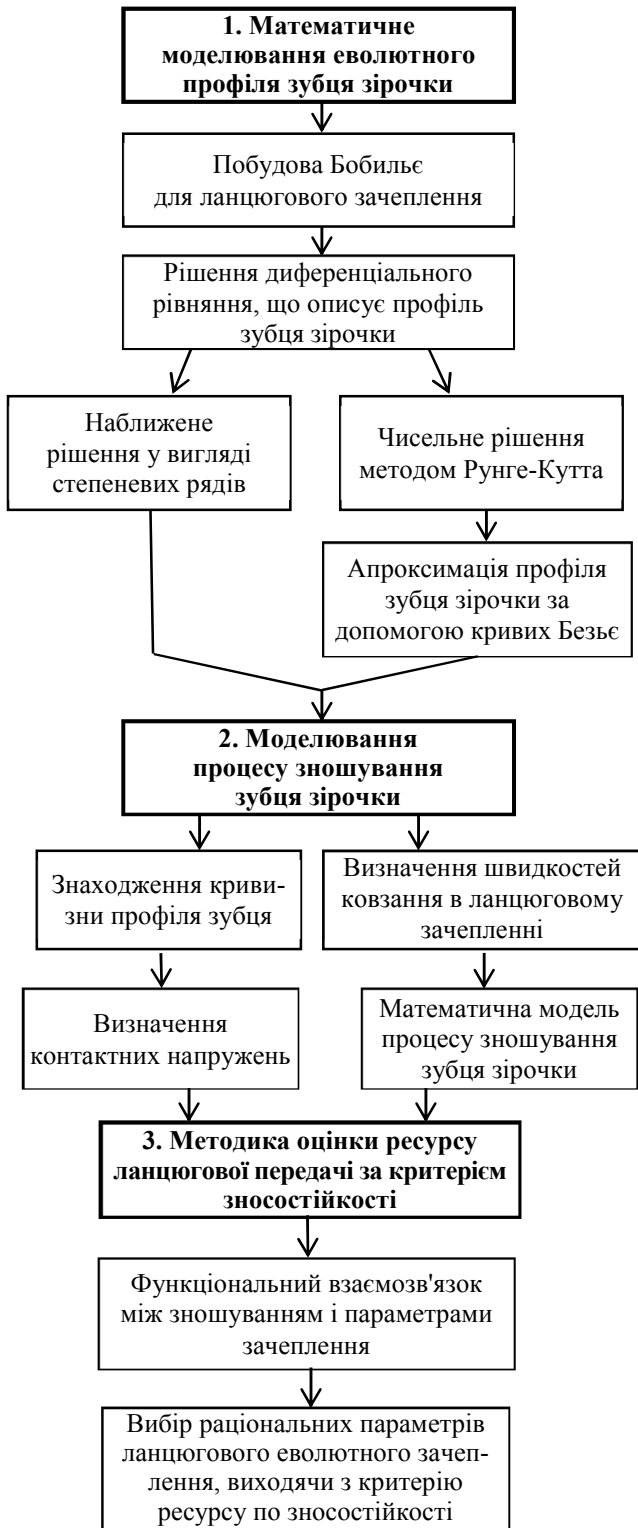 1. Математичне
моделювання еволютного
профіля зубця зірочки
Побудова Бобильє
для ланцюгового зачеплення
Рішення диференціального
рівняння, що описує профіль
зубця зірочки
Наближене
рішення у вигляді
степеневих рядів
Чисельне рішення
методом Рунге-Кутта
Апроксимація профіля
зубця зірочки за
допомогою кривих Безьє
2. Моделювання
процесу зношування
зубця зірочки
Знаходження криви-
зни профіля зубця
Визначення швидкостей
ковзання в ланцюговому
зачепленні
Визначення
контактних напружень
Математична модель
процесу зношування
зубця зірочки
3. Методика оцінки ресурсу
ланцюгової передачі за критерієм
зносостійкості
Функціональний взаємозв'язок
між зношуванням і параметрами
зачеплення
Вибір раціональних параметрів
ланцюгового еволютного зачеп-
лення, виходячи з критерію
ресурсу по зносостійкості